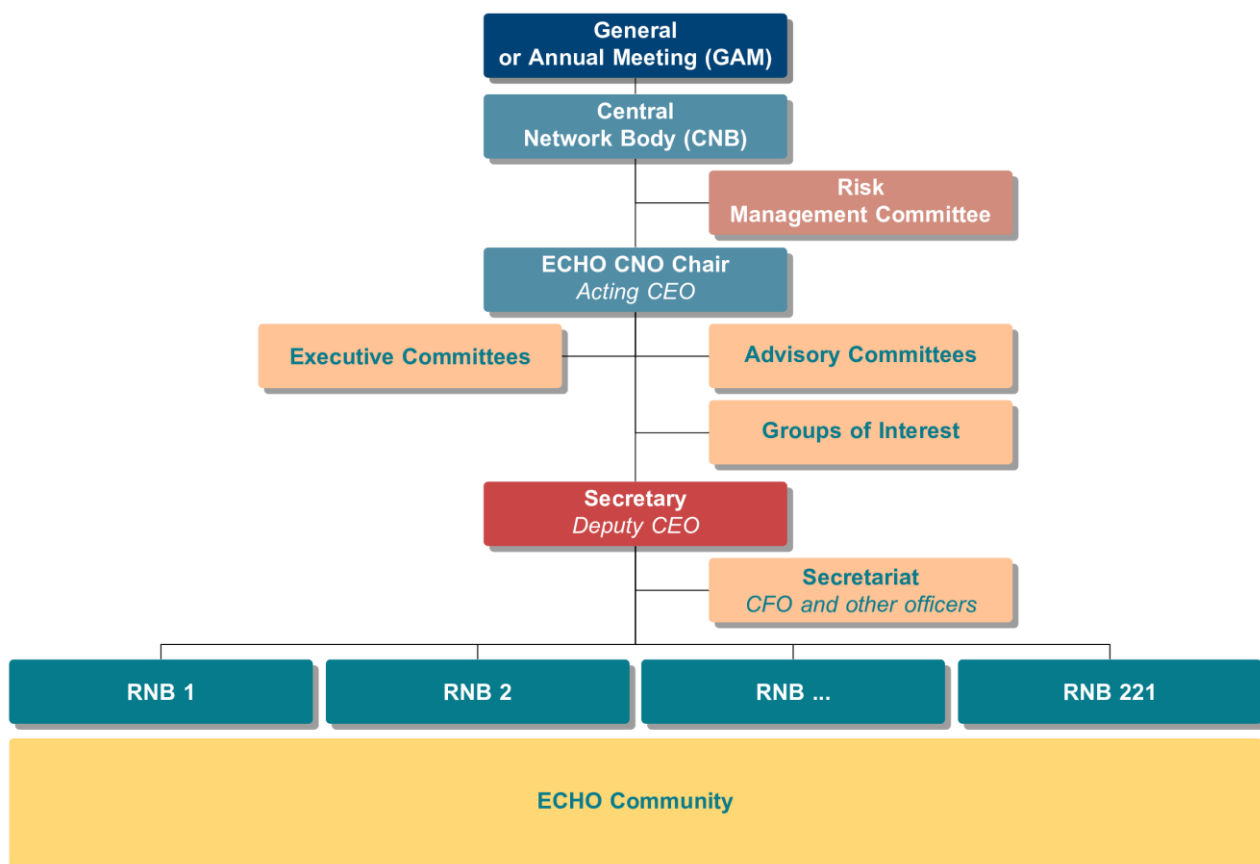 General
or Annual Meeting (GAM)
Central
Network Body (CNB)
Risk
Management Committee
ECHO CNO Chair
Acting CEO
Executive Committees
Advisory Committees
Groups of Interest
Secretary
Deputy CEO
Secretariat
CFO and other officers
RNB 1
RNB 2
RNB ...
RNB 221
ECHO Community